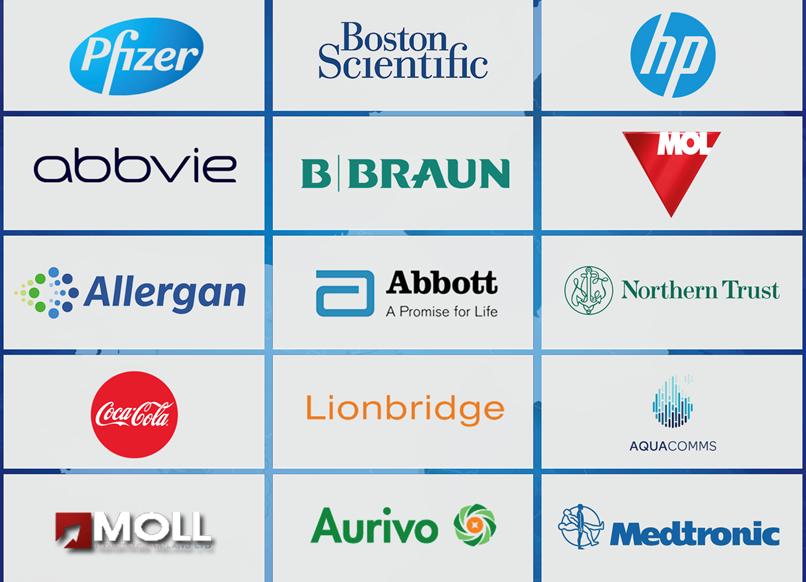 Pfizer
Boston
Scientific
hp
abbvie
B|BRAUN
MOL
Allergan
Abbott
A Promise for Life
Northern Trust
Coca-Cola
Lionbridge
AQUACOMMS
MOLL
LTD
Aurivo
Medtronic